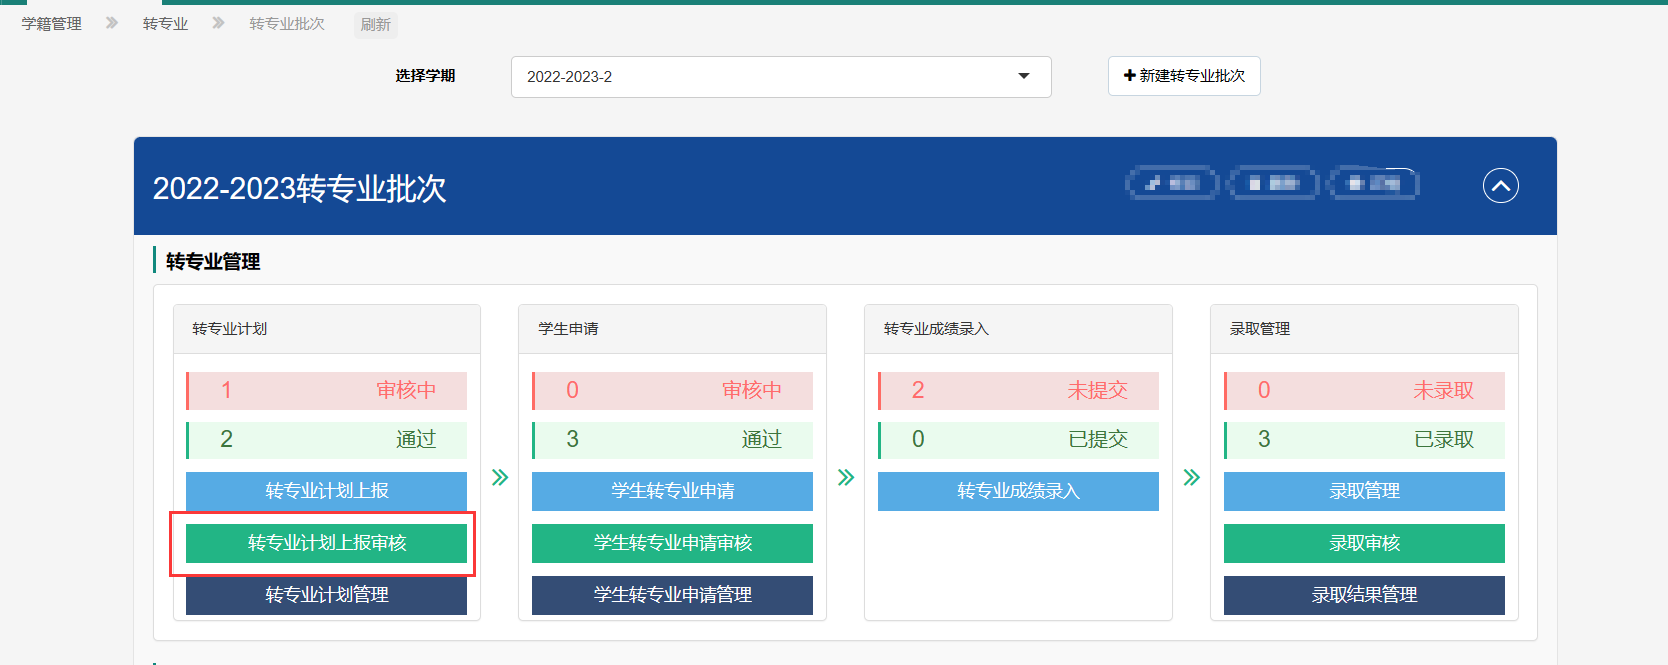 学籍管理 转专业 转专业批次 刷新
选择学期 2022-2023-2 新建转专业批次
2022-2023转专业批次
转专业管理
转专业计划
1 审核中
2 通过
转专业计划上报
转专业计划上报审核
转专业计划管理
学生申请
0 审核中
3 通过
学生转专业申请
学生转专业申请审核
学生转专业申请管理
转专业成绩录入
2 未提交
0 已提交
转专业成绩录入
录取管理
0 未录取
3 已录取
录取管理
录取审核
录取结果管理